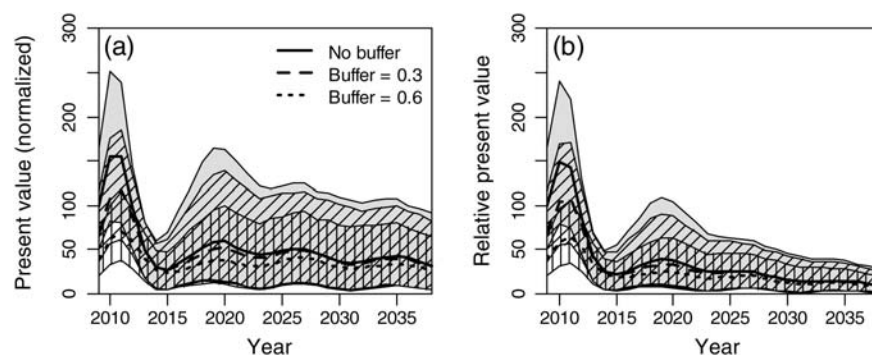 (a)
No buffer
Buffer = 0.3
Buffer = 0.6
Present value (normalized)
0 50 100 200 300
2010 2015 2020 2025 2030 2035
Year
(b)
Relative present value
0 50 100 200 300
2010 2015 2020 2025 2030 2035
Year